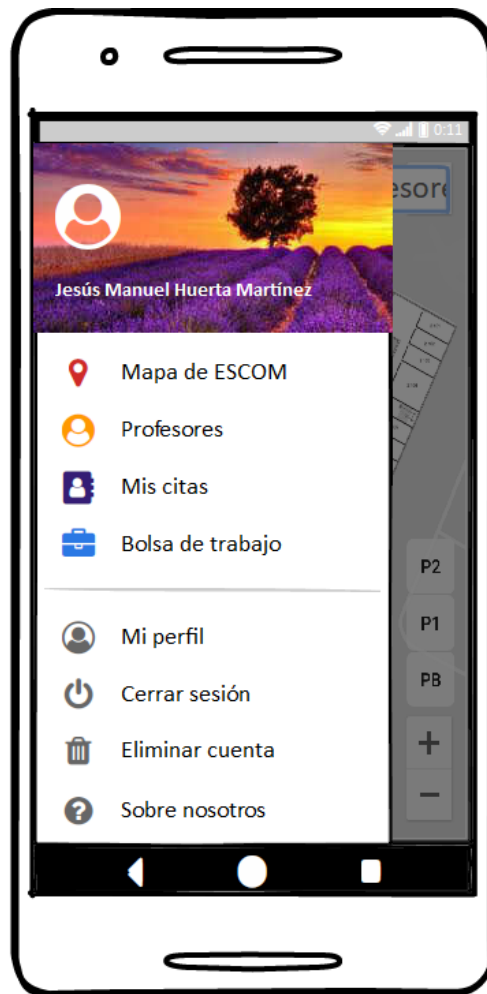 0:11
esore
Jesús Manuel Huerta Martínez
Mapa de ESCOM
Profesores
Mis citas
Bolsa de trabajo
P2
Mi perfil
P1
Cerrar sesión
PB
Eliminar cuenta
+
Sobre nosotros
−